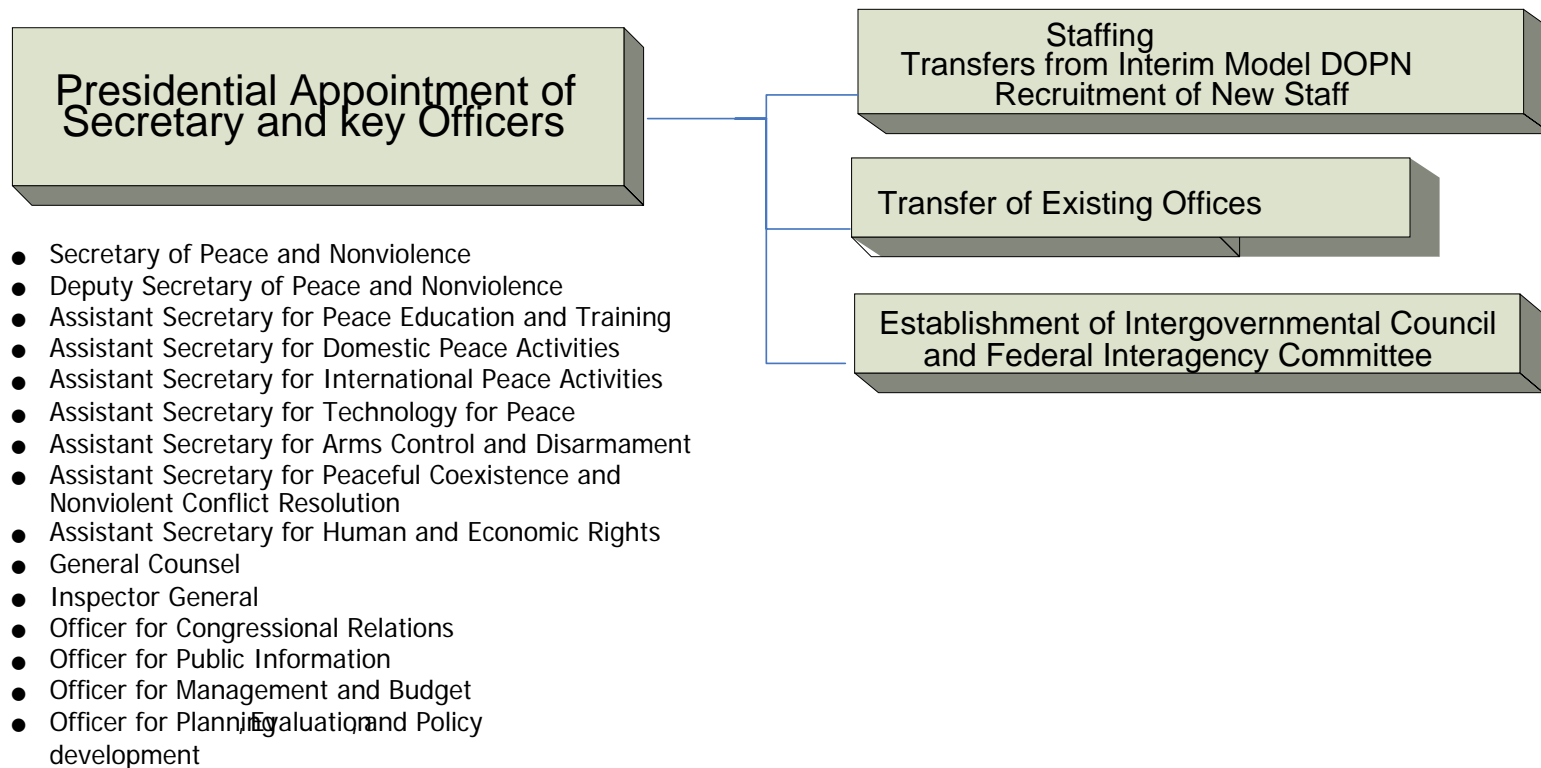 Presidential Appointment of
Secretary and key Officers
● Secretary of Peace and Nonviolence
● Deputy Secretary of Peace and Nonviolence
● Assistant Secretary for Peace Education and Training
● Assistant Secretary for Domestic Peace Activities
● Assistant Secretary for International Peace Activities
● Assistant Secretary for Technology for Peace
● Assistant Secretary for Arms Control and Disarmament
● Assistant Secretary for Peaceful Coexistence and
Nonviolent Conflict Resolution
● Assistant Secretary for Human and Economic Rights
● General Counsel
● Inspector General
● Officer for Congressional Relations
● Officer for Public Information
● Officer for Management and Budget
● Officer for Planning, Evaluation, and Policy
development
Staffing
Transfers from Interim Model DOPN
Recruitment of New Staff
Transfer of Existing Offices
Establishment of Intergovernmental Council
and Federal Interagency Committee